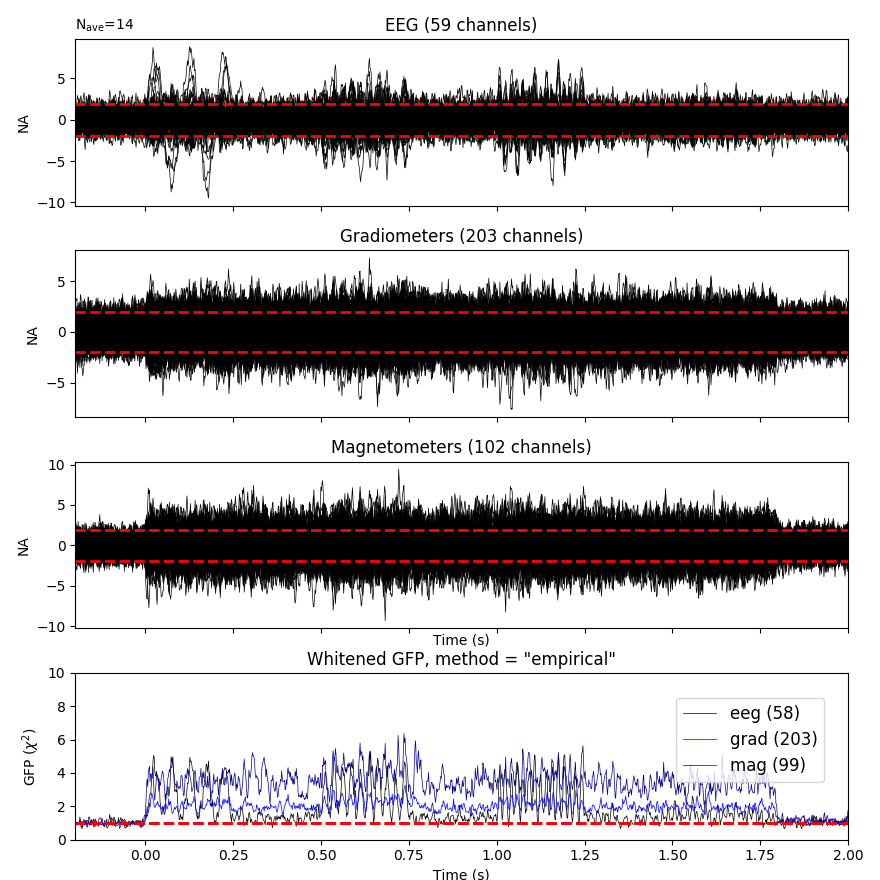 Nave=14
EEG (59 channels)
NA
5
0
−5
−10
Gradiometers (203 channels)
NA
5
0
−5
Magnetometers (102 channels)
NA
10
5
0
−5
−10
Time (s)
Whitened GFP, method = "empirical"
GFP (χ²)
10
8
6
4
2
0
eeg (58)
grad (203)
mag (99)
0.00 0.25 0.50 0.75 1.00 1.25 1.50 1.75 2.00
Time (s)